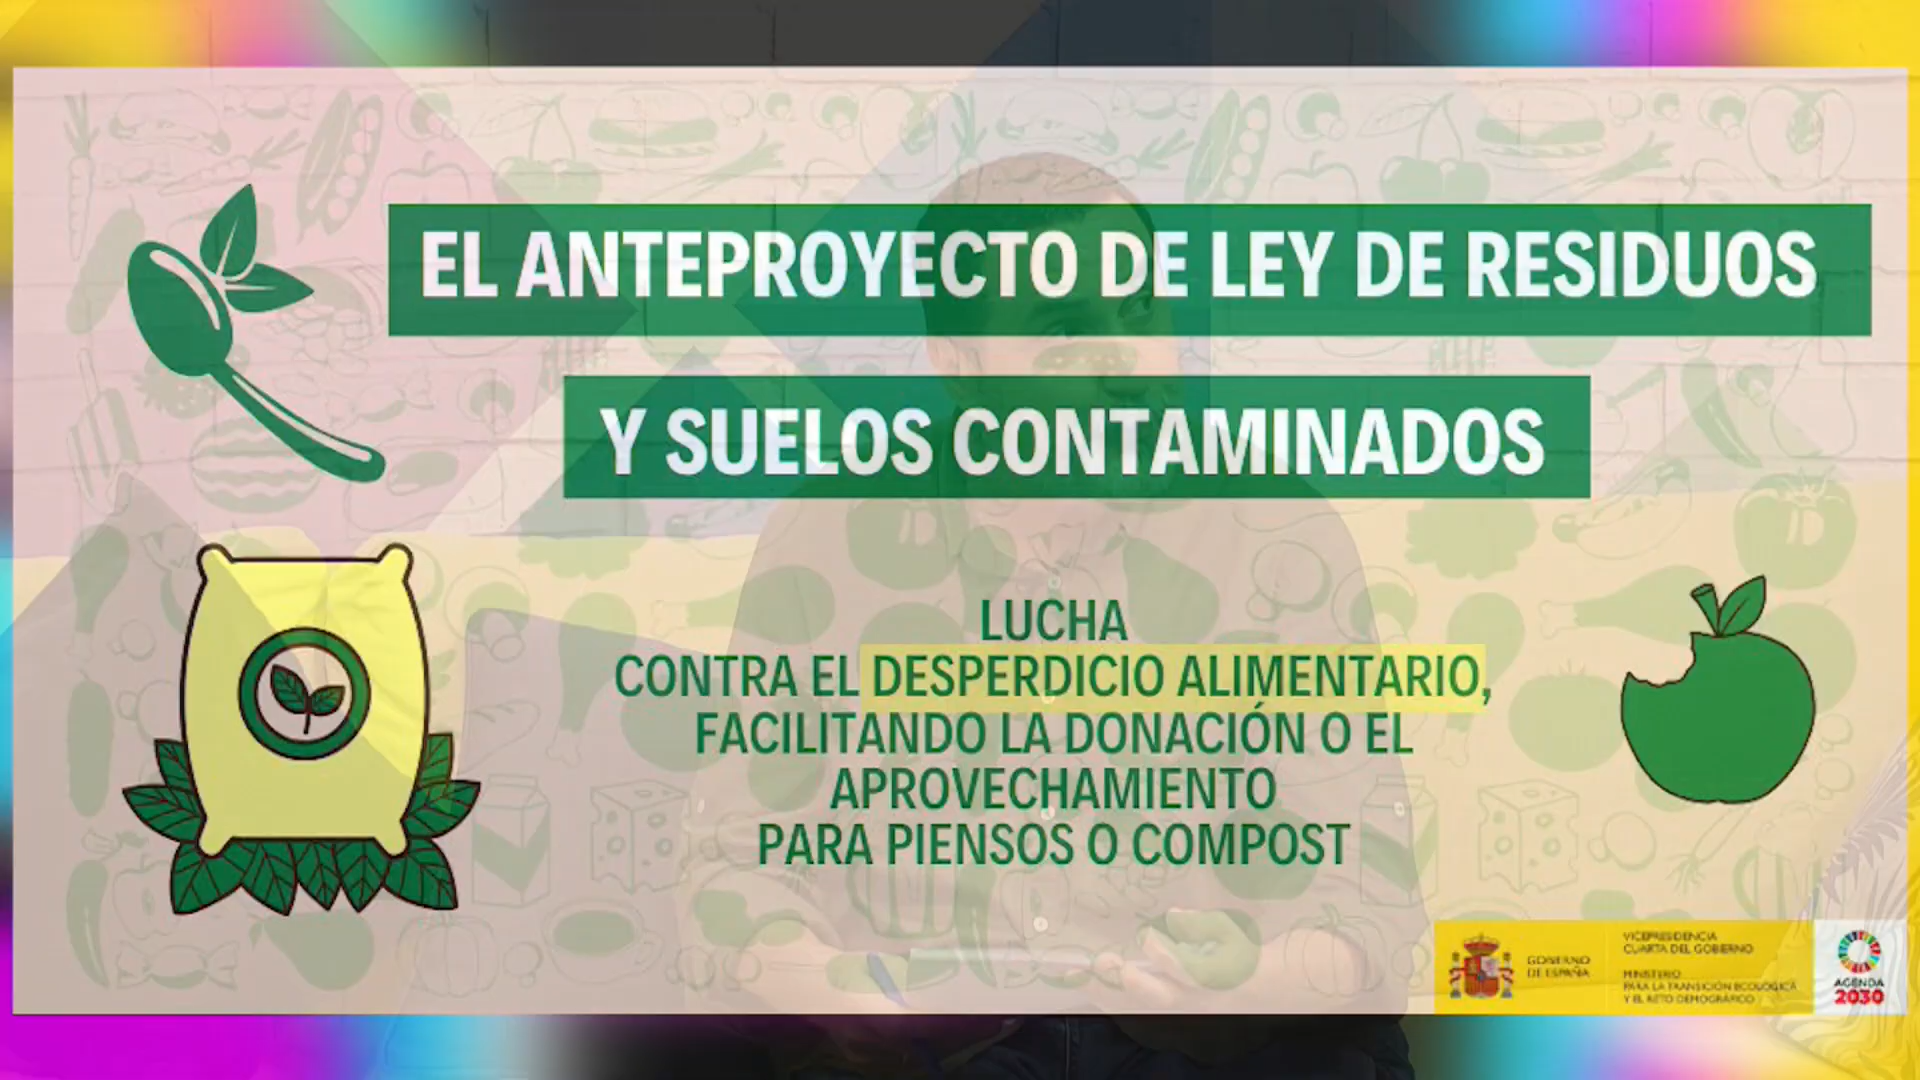 EL ANTEPROYECTO DE LEY DE RESIDUOS
Y SUELOS CONTAMINADOS
LUCHA
CONTRA EL DESPERDICIO ALIMENTARIO,
FACILITANDO LA DONACIÓN O EL
APROVECHAMIENTO
PARA PIENSOS O COMPOST
GOBIERNO
DE ESPAÑA
VICEPRESIDENCIA
CUARTA DEL GOBIERNO
MINISTERIO
PARA LA TRANSICIÓN ECOLÓGICA
Y EL RETO DEMOGRÁFICO
AGENDA
2030